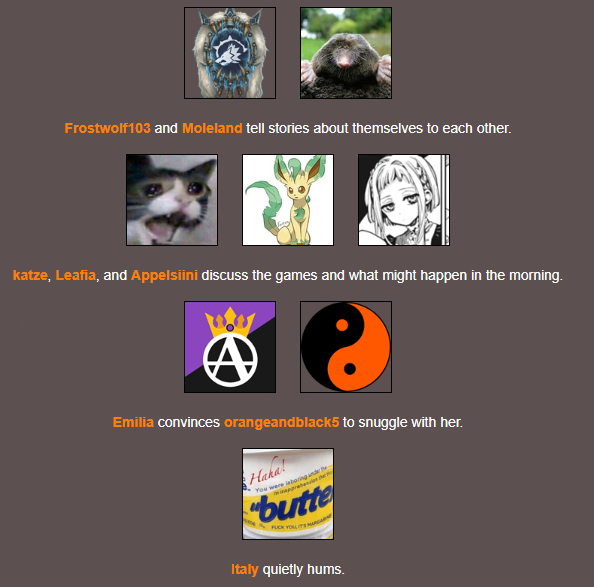 Frostwolf103 and Moleland tell stories about themselves to each other.
katze, Leafia, and Appelsiini discuss the games and what might happen in the morning.
A
Emilia convinces orangeandblack5 to snuggle with her.
Haha!
You were laboring under the
misapprehension that this
"butte
FUCK YOU, IT'S MARGARINE
Italy quietly hums.